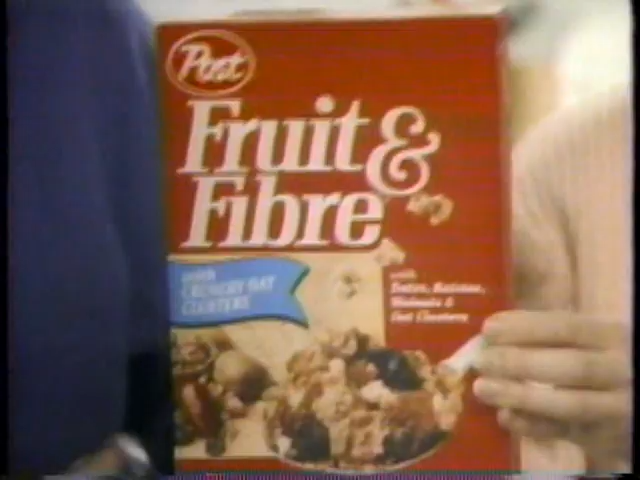 Post
Fruit &
Fibre
with
CRUNCHY OAT
CLUSTERS
with
Dates, Raisins,
Walnuts &
Oat Clusters